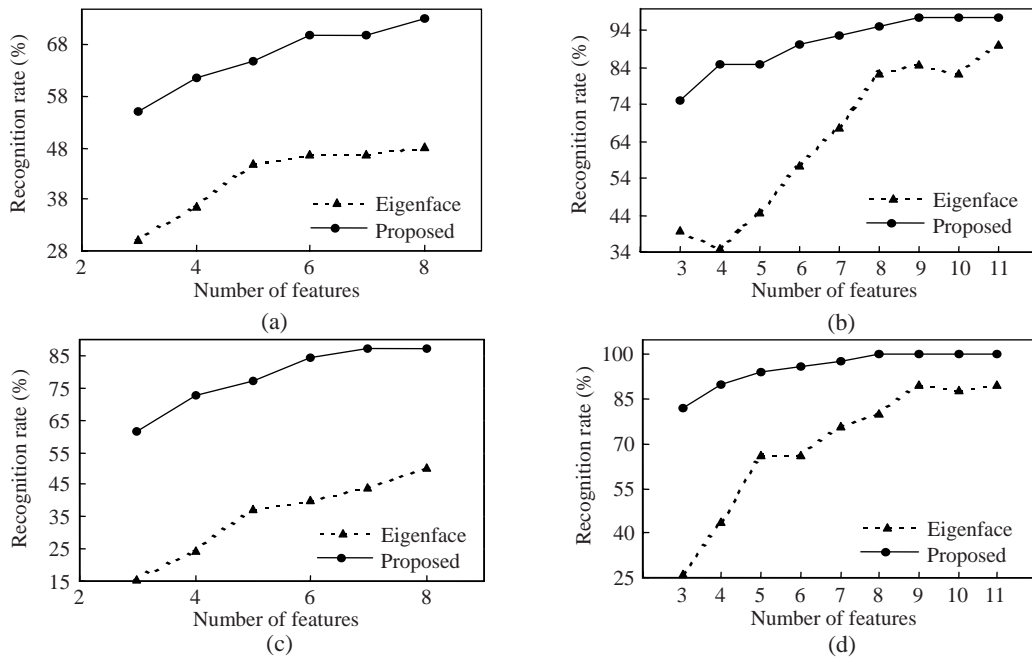 Recognition rate (%)
68
58
48
38
28
2
4
6
8
Eigenface
Proposed
Number of features
(a)
Recognition rate (%)
94
84
74
64
54
44
34
3 4 5 6 7 8 9 10 11
Eigenface
Proposed
Number of features
(b)
Recognition rate (%)
85
75
65
55
45
35
25
15
2
4
6
8
Eigenface
Proposed
Number of features
(c)
Recognition rate (%)
100
85
70
55
40
25
3 4 5 6 7 8 9 10 11
Eigenface
Proposed
Number of features
(d)